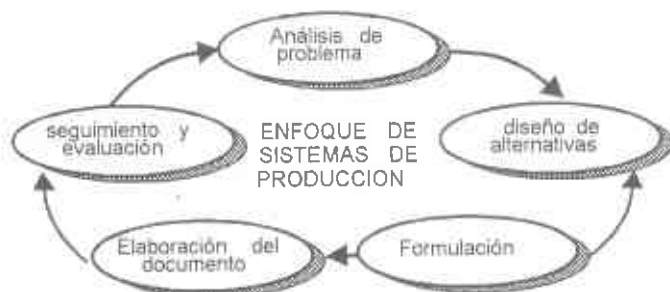 Análisis de
problema
seguimiento y
evaluación
ENFOQUE DE
SISTEMAS DE
PRODUCCION
diseño de
alternativas
Elaboración del
documento
Formulación